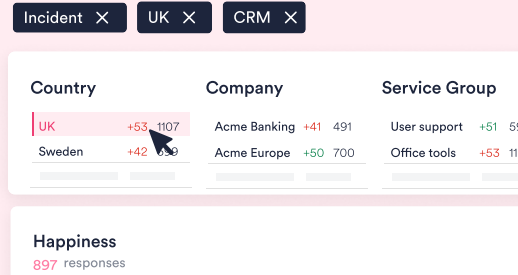 Incident UK CRM
Country Company Service Group
UK +53 1107 Acme Banking +41 491 User support +51
Sweden +42 Acme Europe +50 700 Office tools +53
Happiness
897 responses